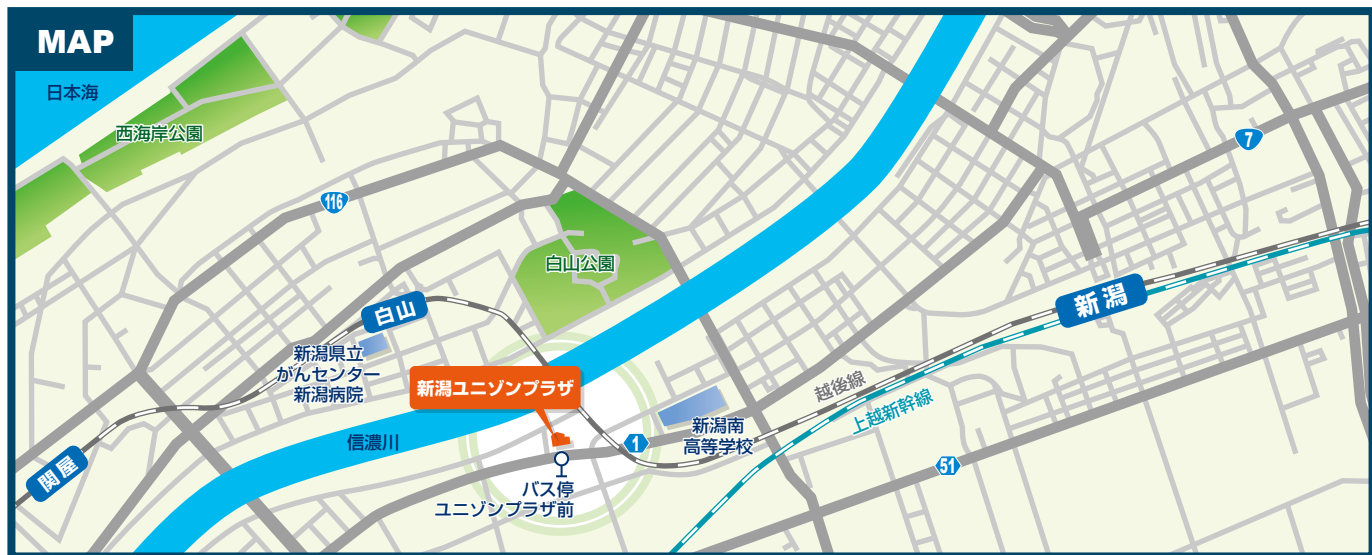 MAP
日本海
西海岸公園
116
7
白山公園
新潟
白山
新潟県立
がんセンター
新潟病院
新潟ユニゾンプラザ
越後線
上越新幹線
新潟南
高等学校
1
信濃川
51
関屋
バス停
ユニゾンプラザ前